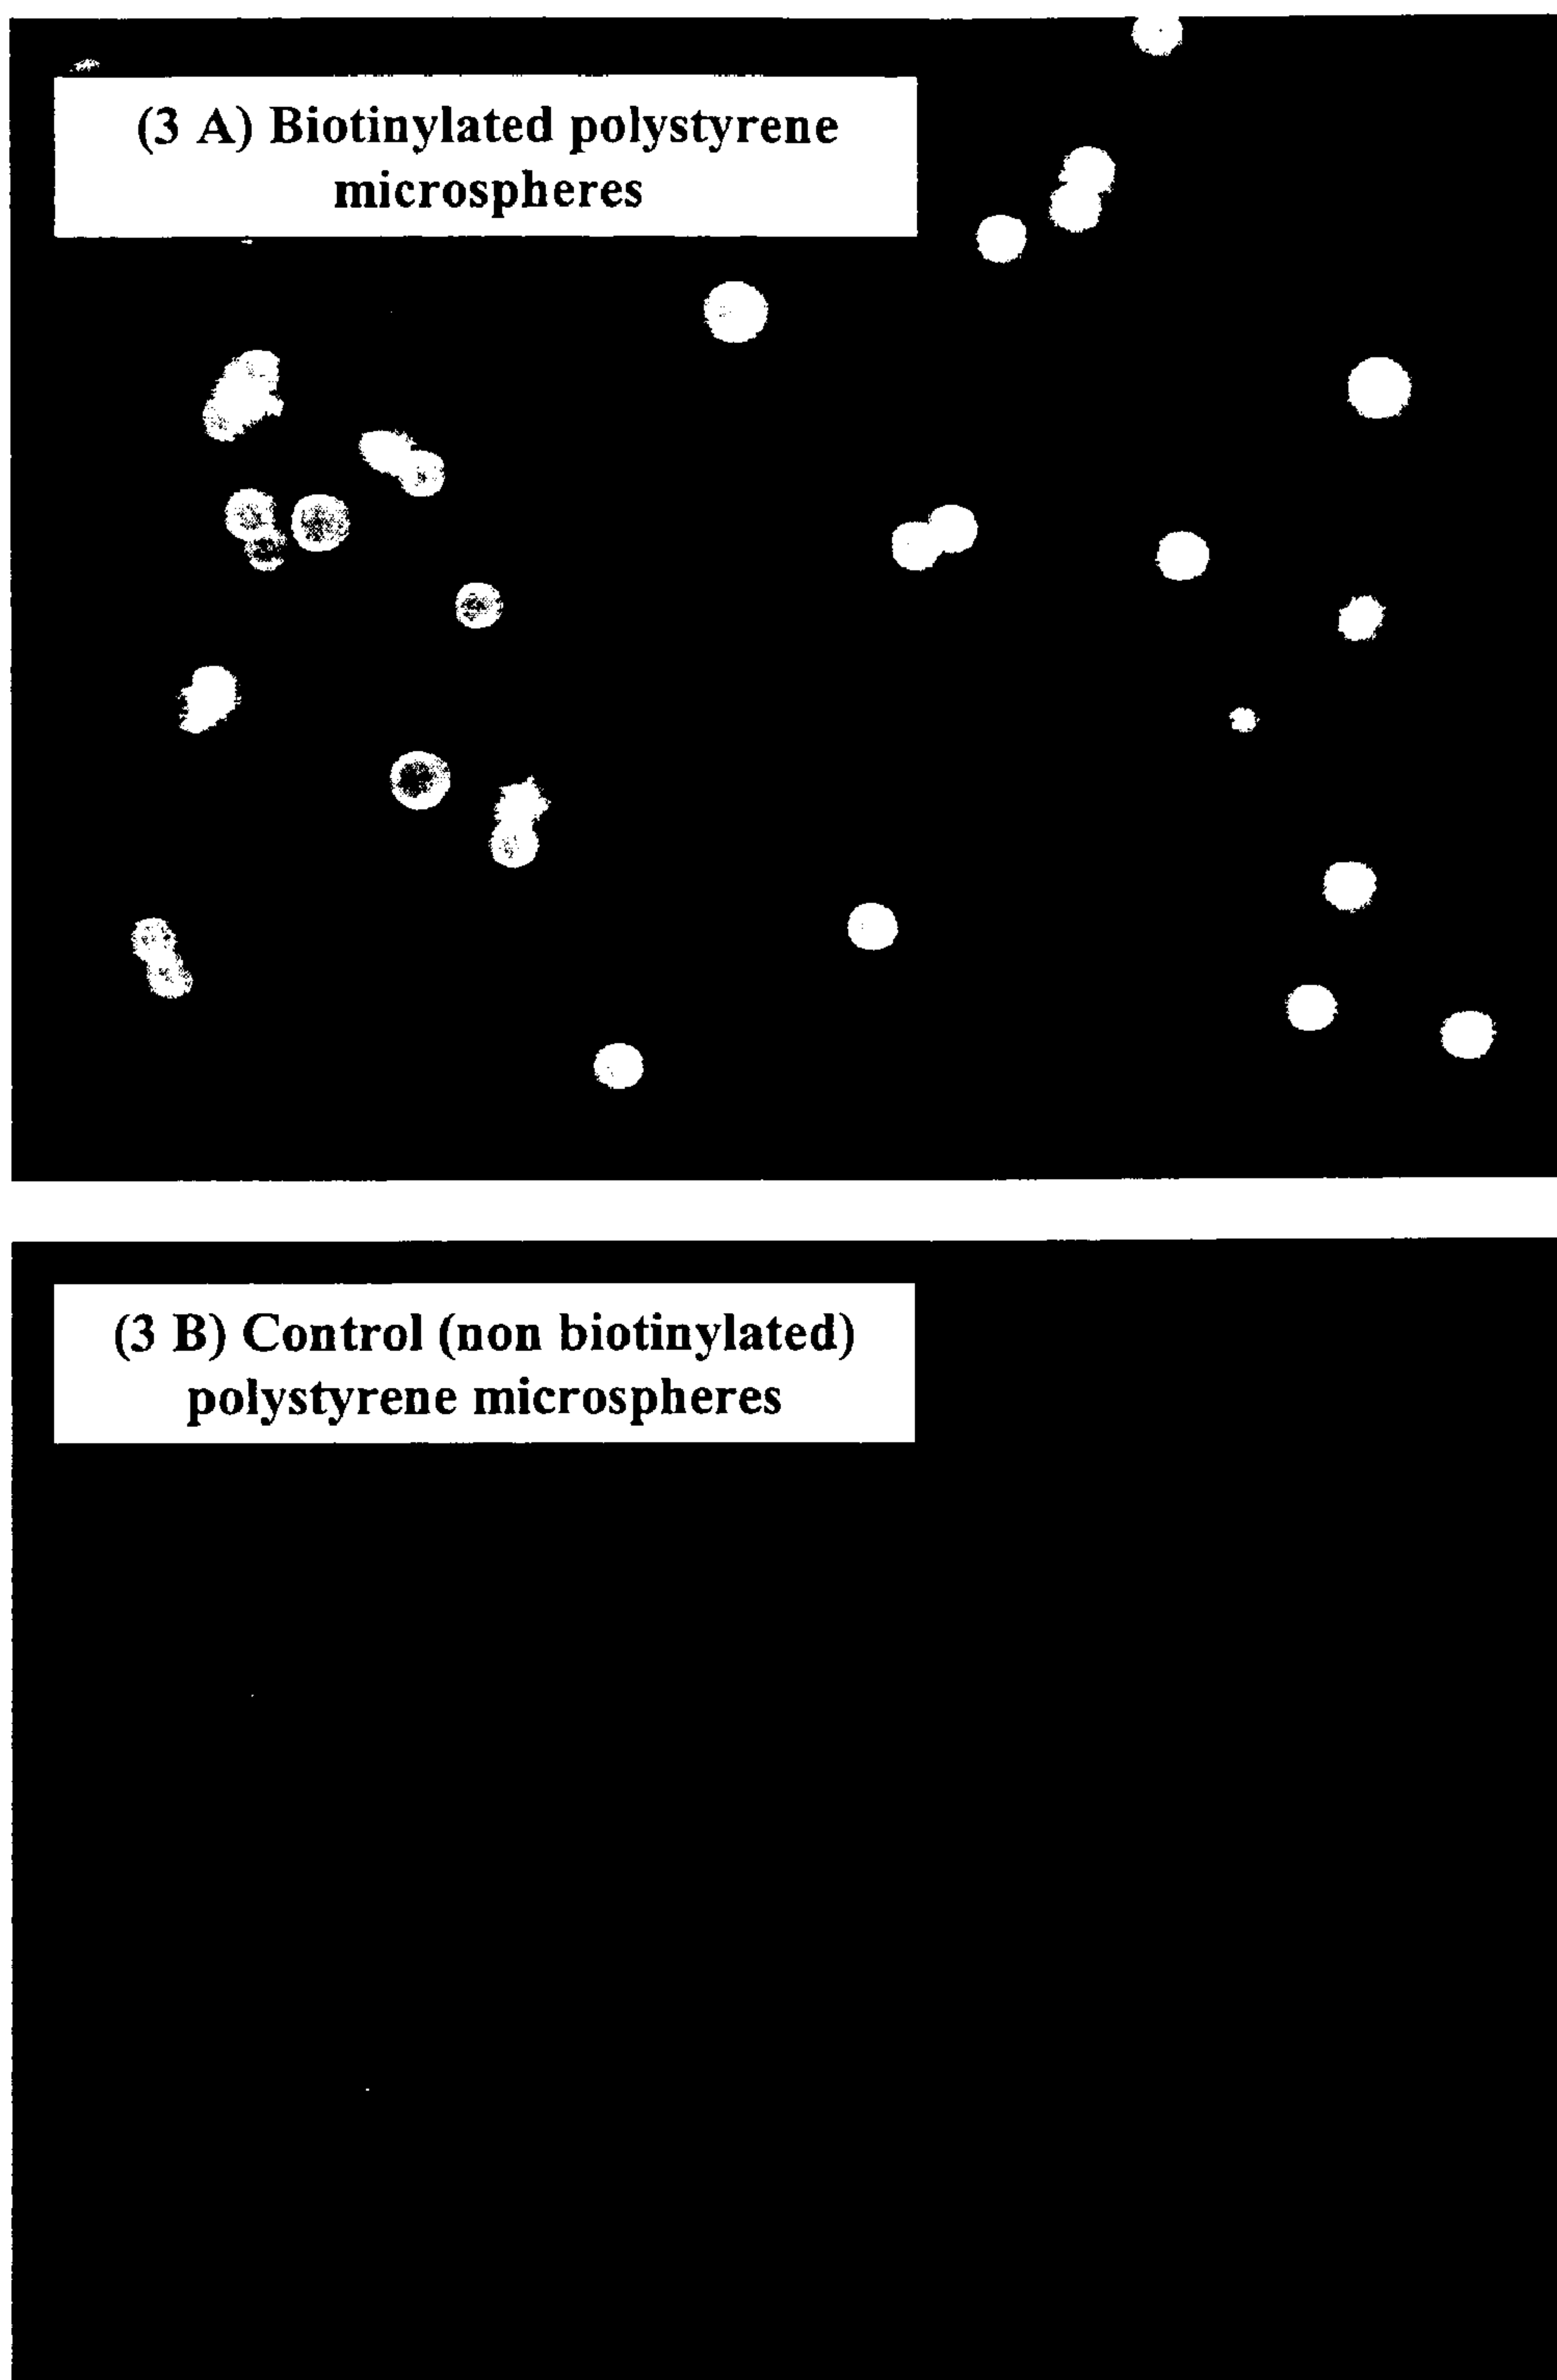 (3 A) Biotinylated polystyrene
microspheres
(3 B) Control (non biotinylated)
polystyrene microspheres